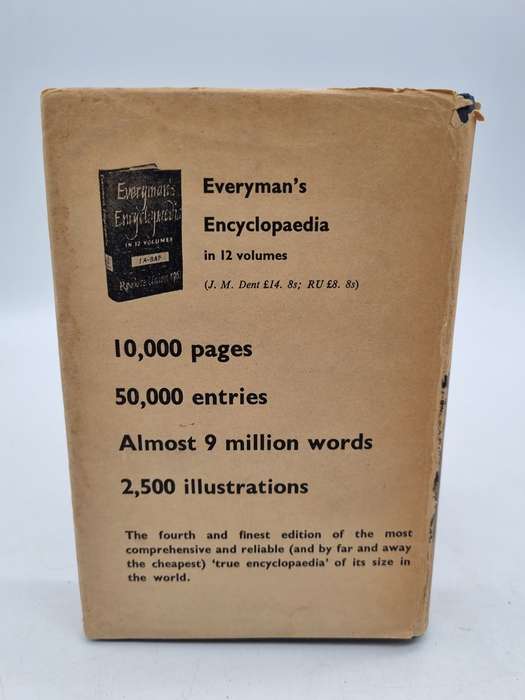 Everyman's
Encyclopaedia
IN 12 VOLUMES
1 A-BAP
Everyman's
Encyclopaedia
in 12 volumes
(J. M. Dent £14. 8s; RU £8. 8s)
10,000 pages
50,000 entries
Almost 9 million words
2,500 illustrations
The fourth and finest edition of the most
comprehensive and reliable (and by far and away
the cheapest) 'true encyclopaedia' of its size in
the world.